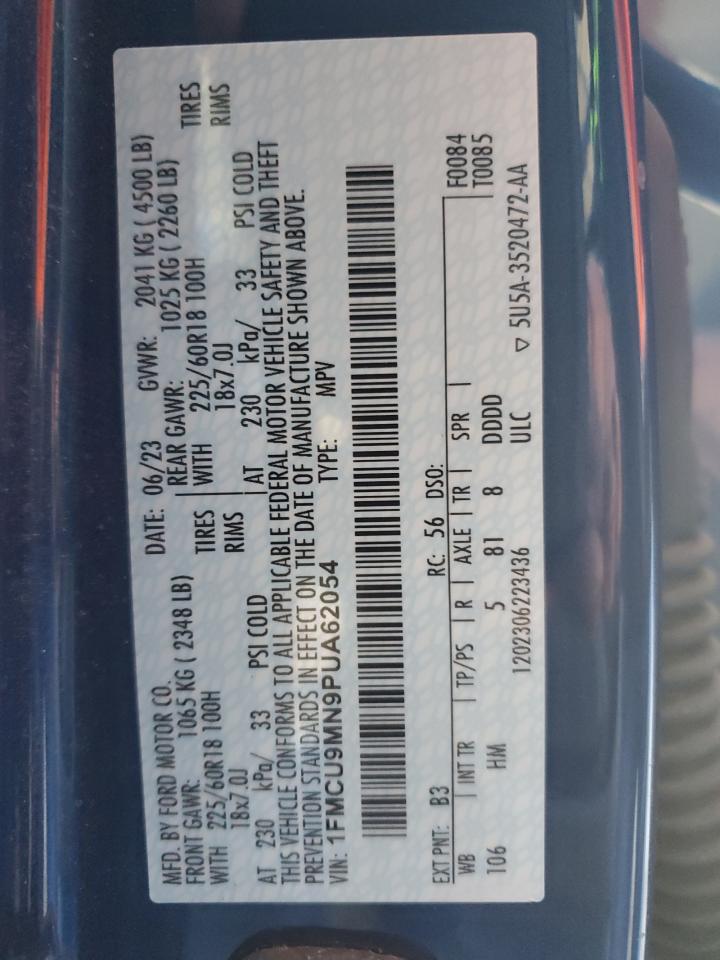 MFD. BY FORD MOTOR CO.
DATE: 06/23 GVWR: 2041 KG ( 4500 LB)
FRONT GAWR: 1065 KG ( 2348 LB) REAR GAWR: 1025 KG ( 2260 LB)
WITH 225/60R18 100H TIRES WITH 225/60R18 100H TIRES
18x7.0J RIMS 18x7.0J RIMS
AT 230 kPa/ 33 PSI COLD AT 230 kPa/ 33 PSI COLD
THIS VEHICLE CONFORMS TO ALL APPLICABLE FEDERAL MOTOR VEHICLE SAFETY AND THEFT
PREVENTION STANDARDS IN EFFECT ON THE DATE OF MANUFACTURE SHOWN ABOVE.
VIN: 1FMCU9MN9PUA62054 TYPE: MPV
EXT PNT: B3 RC: 56 DSO: F0084
WB INT TR TP/PS R AXLE TR SPR T0085
106 HM 5 81 8 DDDD
1202306223436 ULC ▽ 5U5A-3520472-AA